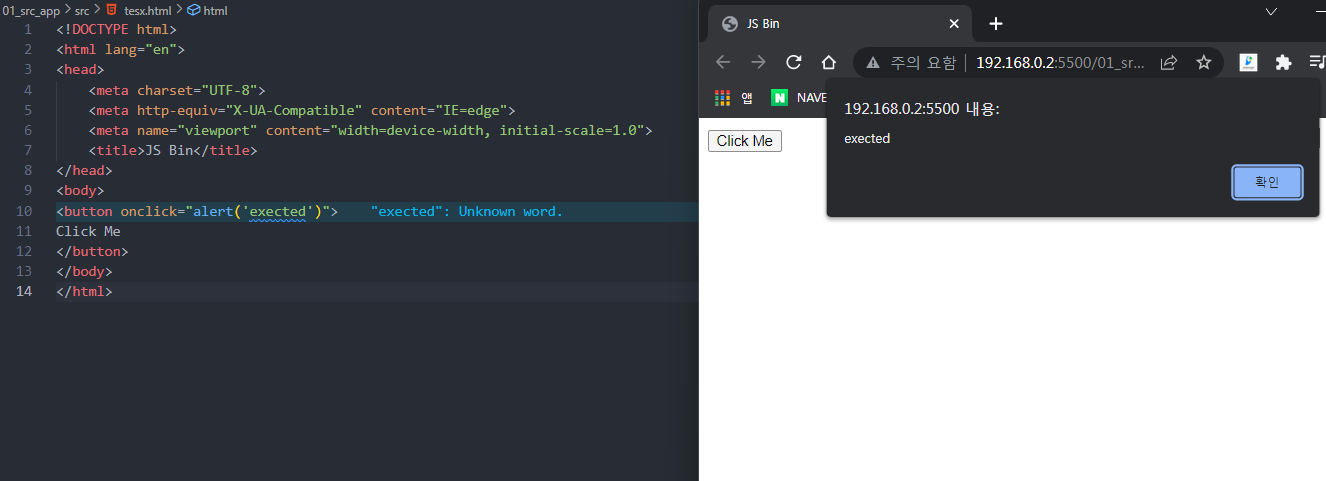 01_src_app > src > tesx.html > html
1 <!DOCTYPE html>
2 <html lang="en">
3 <head>
4 <meta charset="UTF-8">
5 <meta http-equiv="X-UA-Compatible" content="IE=edge">
6 <meta name="viewport" content="width=device-width, initial-scale=1.0">
7 <title>JS Bin</title>
8 </head>
9 <body>
10 <button onclick="alert('exected')"> "exected": Unknown word.
11 Click Me
12 </button>
13 </body>
14 </html>
JS Bin
주의 요함 192.168.0.2:5500/01_sr...
앱 N NAVE
192.168.0.2:5500 내용:
exected
확인
Click Me